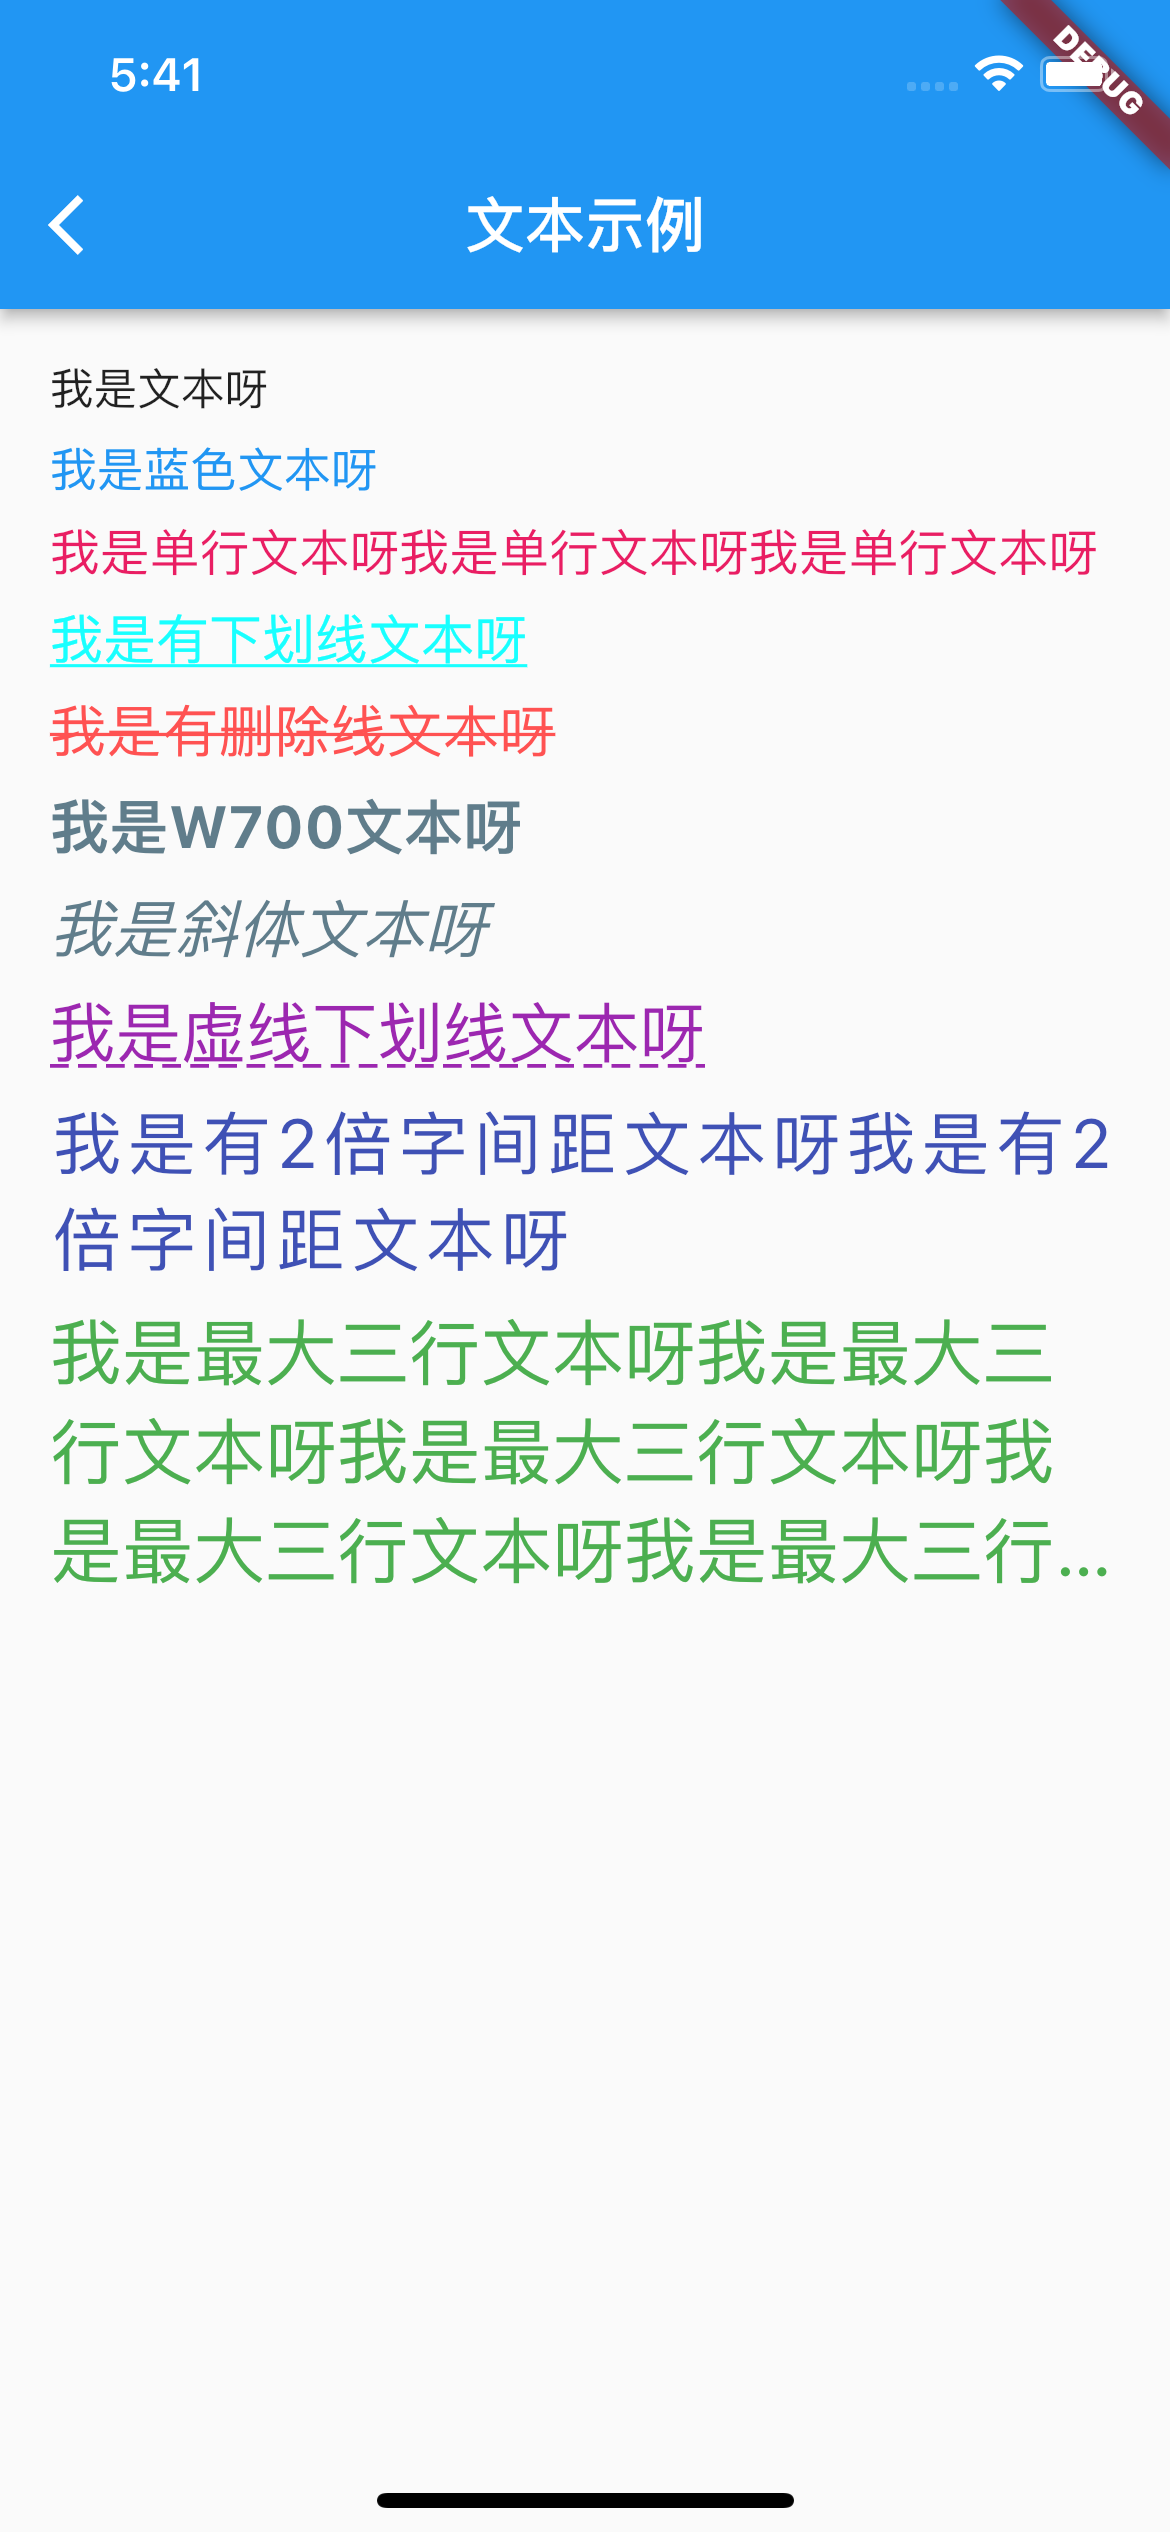 5:41
DEBUG
文本示例
我是文本呀
我是蓝色文本呀
我是单行文本呀我是单行文本呀我是单行文本呀
我是有下划线文本呀
我是有删除线文本呀
我是W700文本呀
我是斜体文本呀
我是虚线下划线文本呀
我是有2倍字间距文本呀我是有2
倍字间距文本呀
我是最大三行文本呀我是最大三
行文本呀我是最大三行文本呀我
是最大三行文本呀我是最大三行...